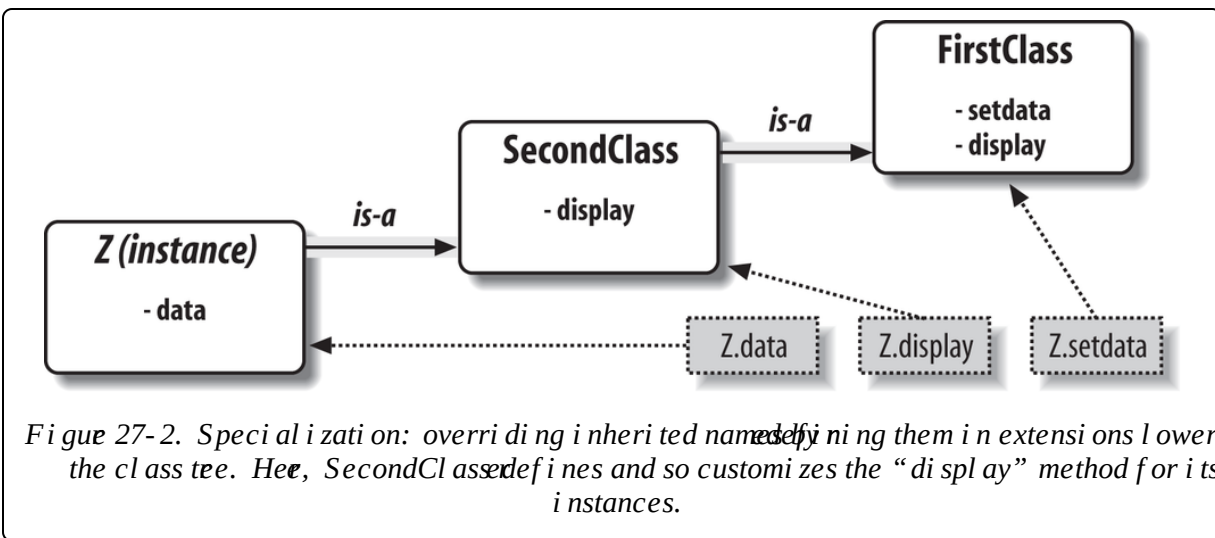 FirstClass
- setdata
- display
is-a
SecondClass
- display
is-a
Z (instance)
- data
Z.data
Z.display
Z.setdata
Figure 27-2. Specialization: overriding inherited names by redefining them in extensions lower
the class tree. Here, SecondClass redefines and so customizes the “display” method for its
instances.